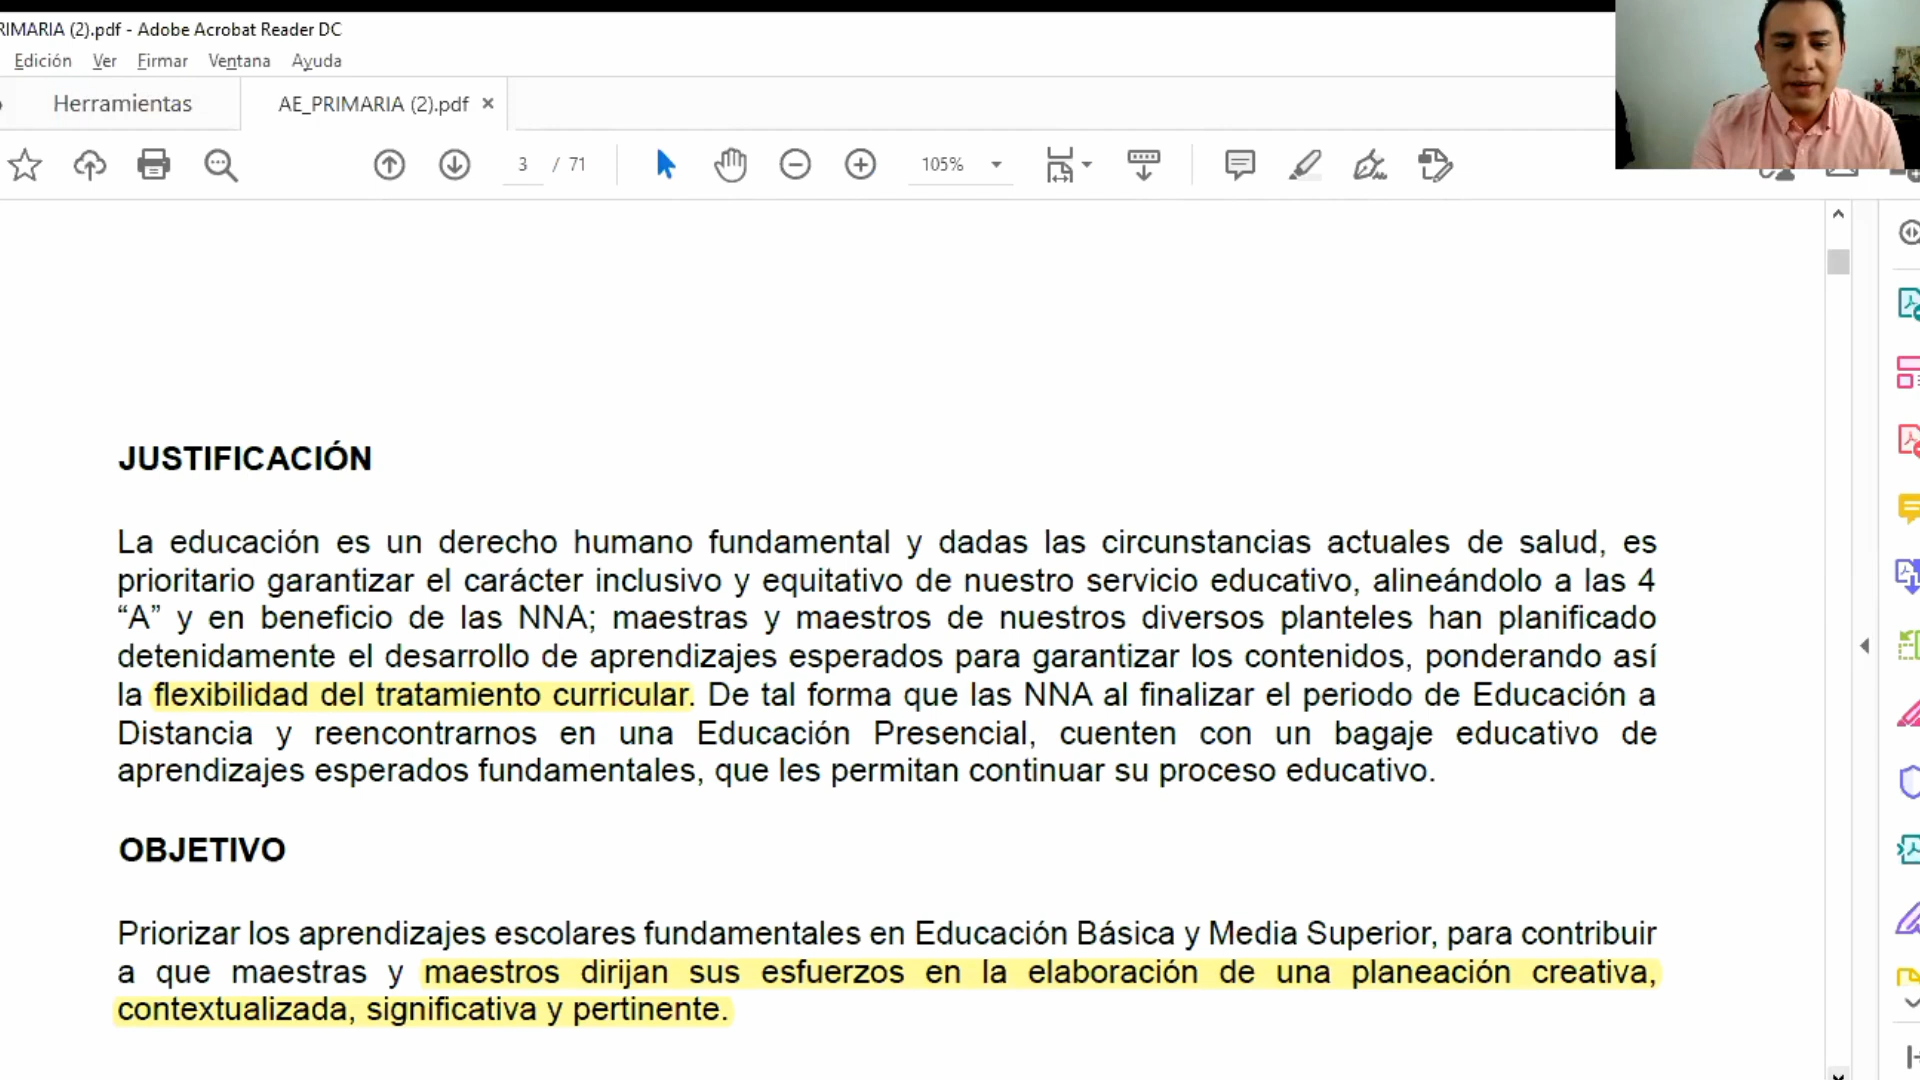 RIMARIA (2).pdf - Adobe Acrobat Reader DC
Edición Ver Firmar Ventana Ayuda
Herramientas AE_PRIMARIA (2).pdf ×
3 / 71 105%
JUSTIFICACIÓN
La educación es un derecho humano fundamental y dadas las circunstancias actuales de salud, es
prioritario garantizar el carácter inclusivo y equitativo de nuestro servicio educativo, alineándolo a las 4
“A” y en beneficio de las NNA; maestras y maestros de nuestros diversos planteles han planificado
detenidamente el desarrollo de aprendizajes esperados para garantizar los contenidos, ponderando así
la flexibilidad del tratamiento curricular. De tal forma que las NNA al finalizar el periodo de Educación a
Distancia y reencontrarnos en una Educación Presencial, cuenten con un bagaje educativo de
aprendizajes esperados fundamentales, que les permitan continuar su proceso educativo.
OBJETIVO
Priorizar los aprendizajes escolares fundamentales en Educación Básica y Media Superior, para contribuir
a que maestras y maestros dirijan sus esfuerzos en la elaboración de una planeación creativa,
contextualizada, significativa y pertinente.